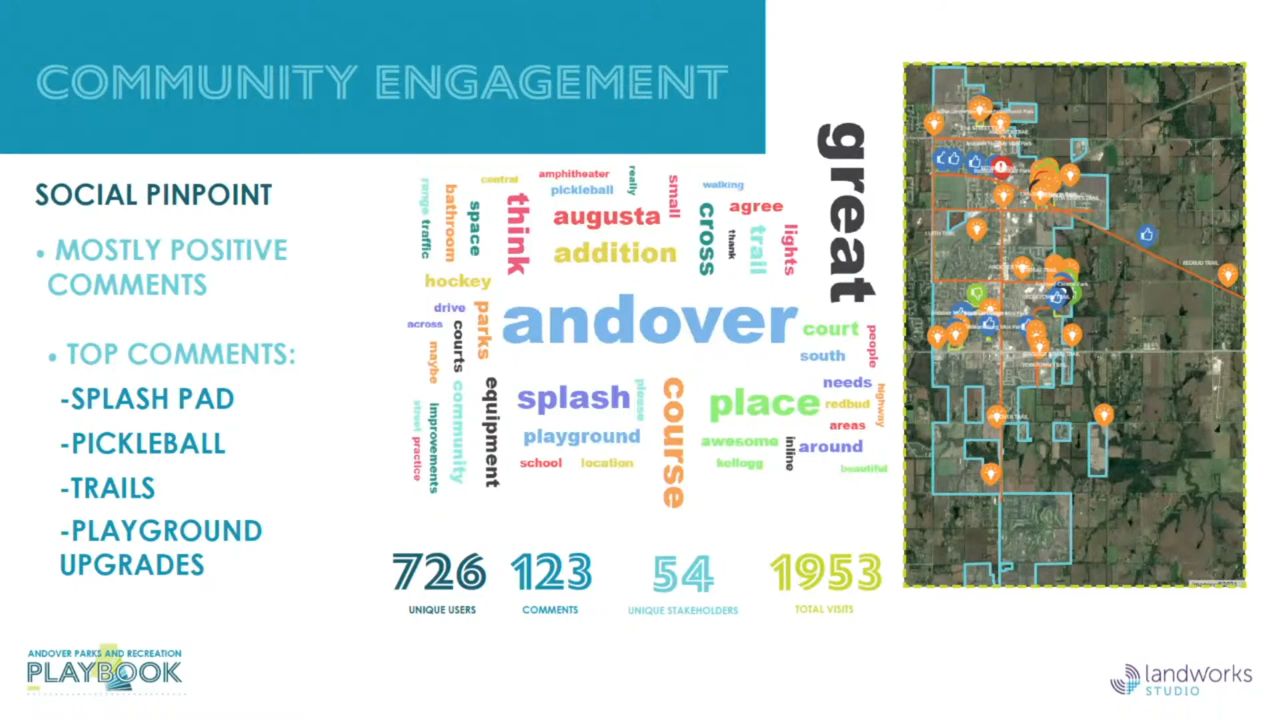 COMMUNITY ENGAGEMENT
SOCIAL PINPOINT
• MOSTLY POSITIVE
COMMENTS
• TOP COMMENTS:
-SPLASH PAD
-PICKLEBALL
-TRAILS
-PLAYGROUND
UPGRADES
great
central
amphitheater
really
small
pickleball
walking
range
traffic
bathroom
space
think
augusta
cross
agree
thank
trail
lights
addition
hockey
drive
across
parks
courts
andover
court
people
south
maybe
community
equipment
splash
please
course
place
needs
redbud
highway
areas
street
practice
improvements
playground
awesome
inline
around
school
location
kellogg
beautiful
726
UNIQUE USERS
123
COMMENTS
54
UNIQUE STAKEHOLDERS
1953
TOTAL VISITS
REDBUD TRAIL
ANDOVER PARKS AND RECREATION
PLAYBOOK
landworks
STUDIO